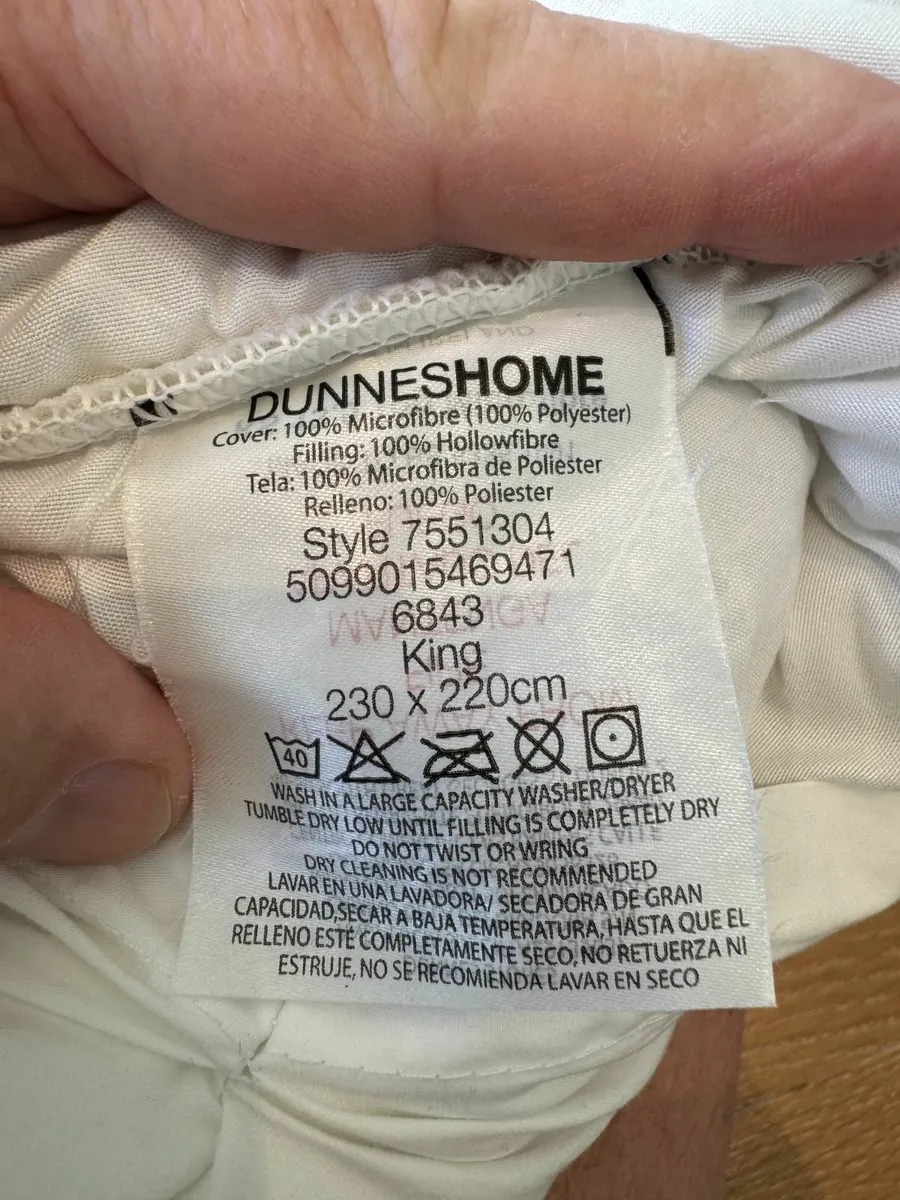 DUNNESHOME
Cover: 100% Microfibre (100% Polyester)
Filling: 100% Hollowfibre
Tela: 100% Microfibra de Poliester
Relleno: 100% Poliester
Style 7551304
5099015469471
6843
King
230 x 220cm
40
WASH IN A LARGE CAPACITY WASHER/DRYER
TUMBLE DRY LOW UNTIL FILLING IS COMPLETELY DRY
DO NOT TWIST OR WRING
DRY CLEANING IS NOT RECOMMENDED
LAVAR EN UNA LAVADORA/ SECADORA DE GRAN
CAPACIDAD,SECAR A BAJA TEMPERATURA, HASTA QUE EL
RELLENO ESTÉ COMPLETAMENTE SECO, NO RETUERZA NI
ESTRUJE, NO SE RECOMIENDA LAVAR EN SECO